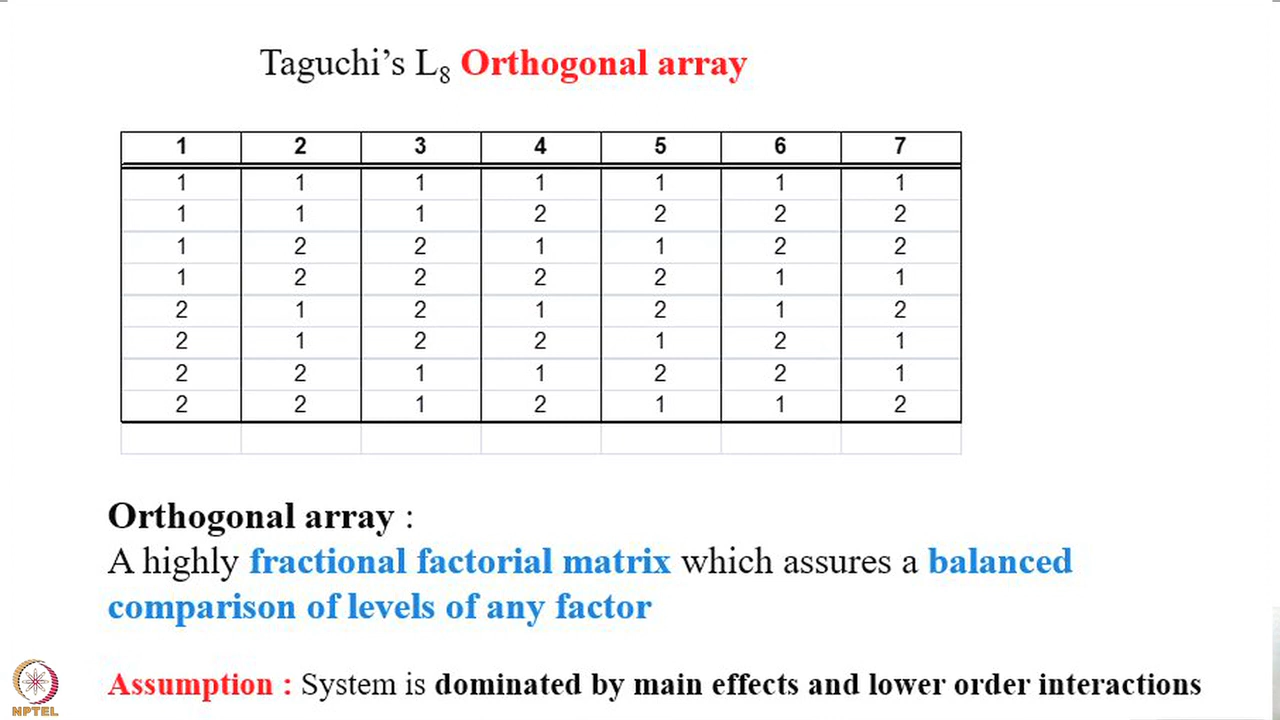 Taguchi's L8 Orthogonal array
1 2 3 4 5 6 7
1 1 1 1 1 1 1
1 1 1 2 2 2 2
1 2 2 1 1 2 2
1 2 2 2 2 1 1
2 1 2 1 2 1 2
2 1 2 2 1 2 1
2 2 1 1 2 2 1
2 2 1 2 1 1 2
Orthogonal array :
A highly fractional factorial matrix which assures a balanced
comparison of levels of any factor
Assumption : System is dominated by main effects and lower order interactions
NPTEL